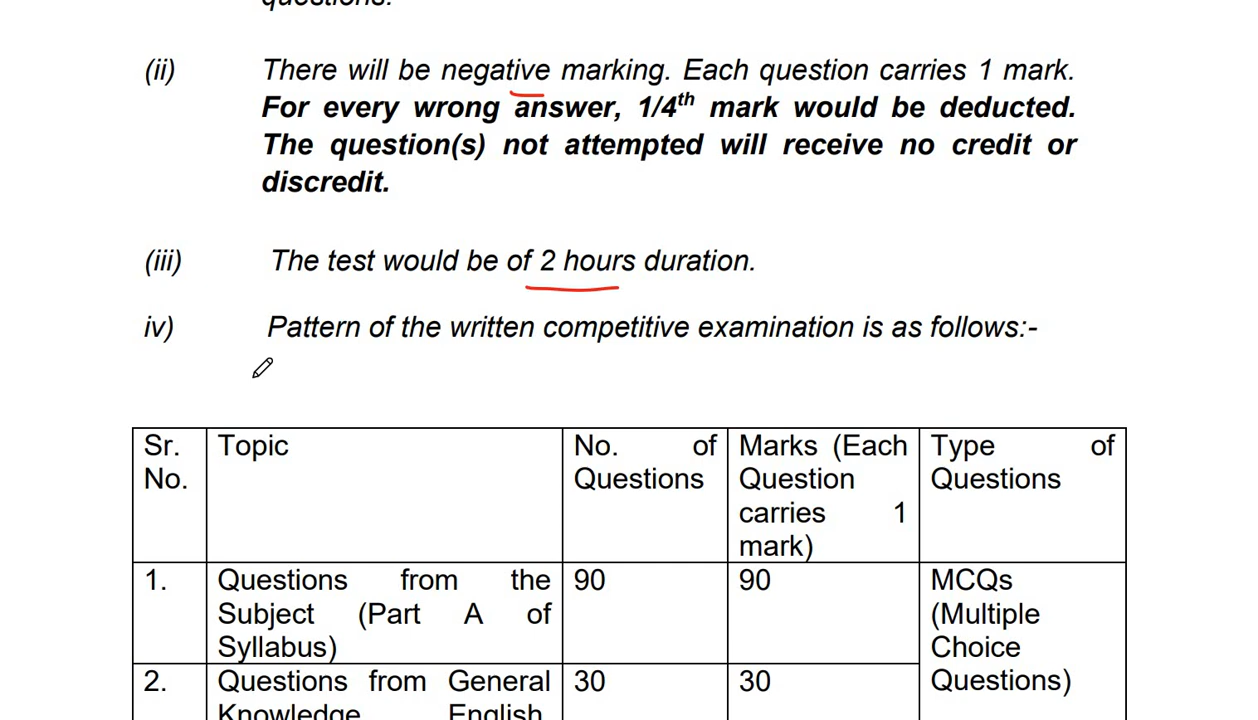 questions.
(ii) There will be negative marking. Each question carries 1 mark.
For every wrong answer, 1/4th mark would be deducted.
The question(s) not attempted will receive no credit or
discredit.
(iii) The test would be of 2 hours duration.
iv) Pattern of the written competitive examination is as follows:-
Sr. No. Topic No. of Questions Marks (Each Question carries 1 mark) Type of Questions
1. Questions from the Subject (Part A of Syllabus) 90 90 MCQs (Multiple Choice Questions)
2. Questions from General Knowledge English, 30 30